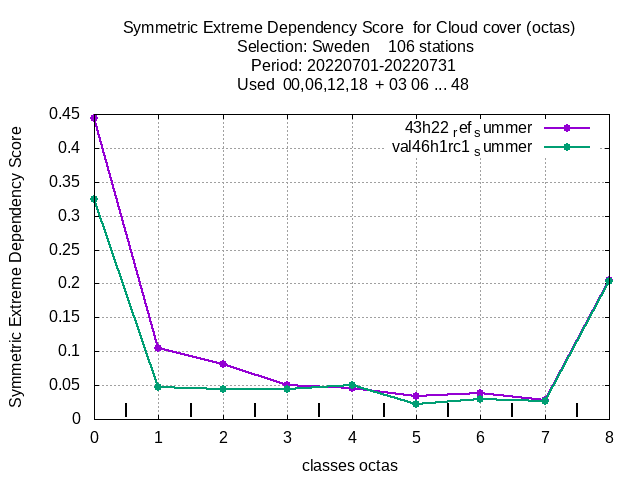 Symmetric Extreme Dependency Score for Cloud cover (octas)
Selection: Sweden 106 stations
Period: 20220701-20220731
Used 00,06,12,18 + 03 06 ... 48
43h22 ref summer
val46h1rc1 summer
Symmetric Extreme Dependency Score
0.45
0.4
0.35
0.3
0.25
0.2
0.15
0.1
0.05
0
0 1 2 3 4 5 6 7 8
classes octas